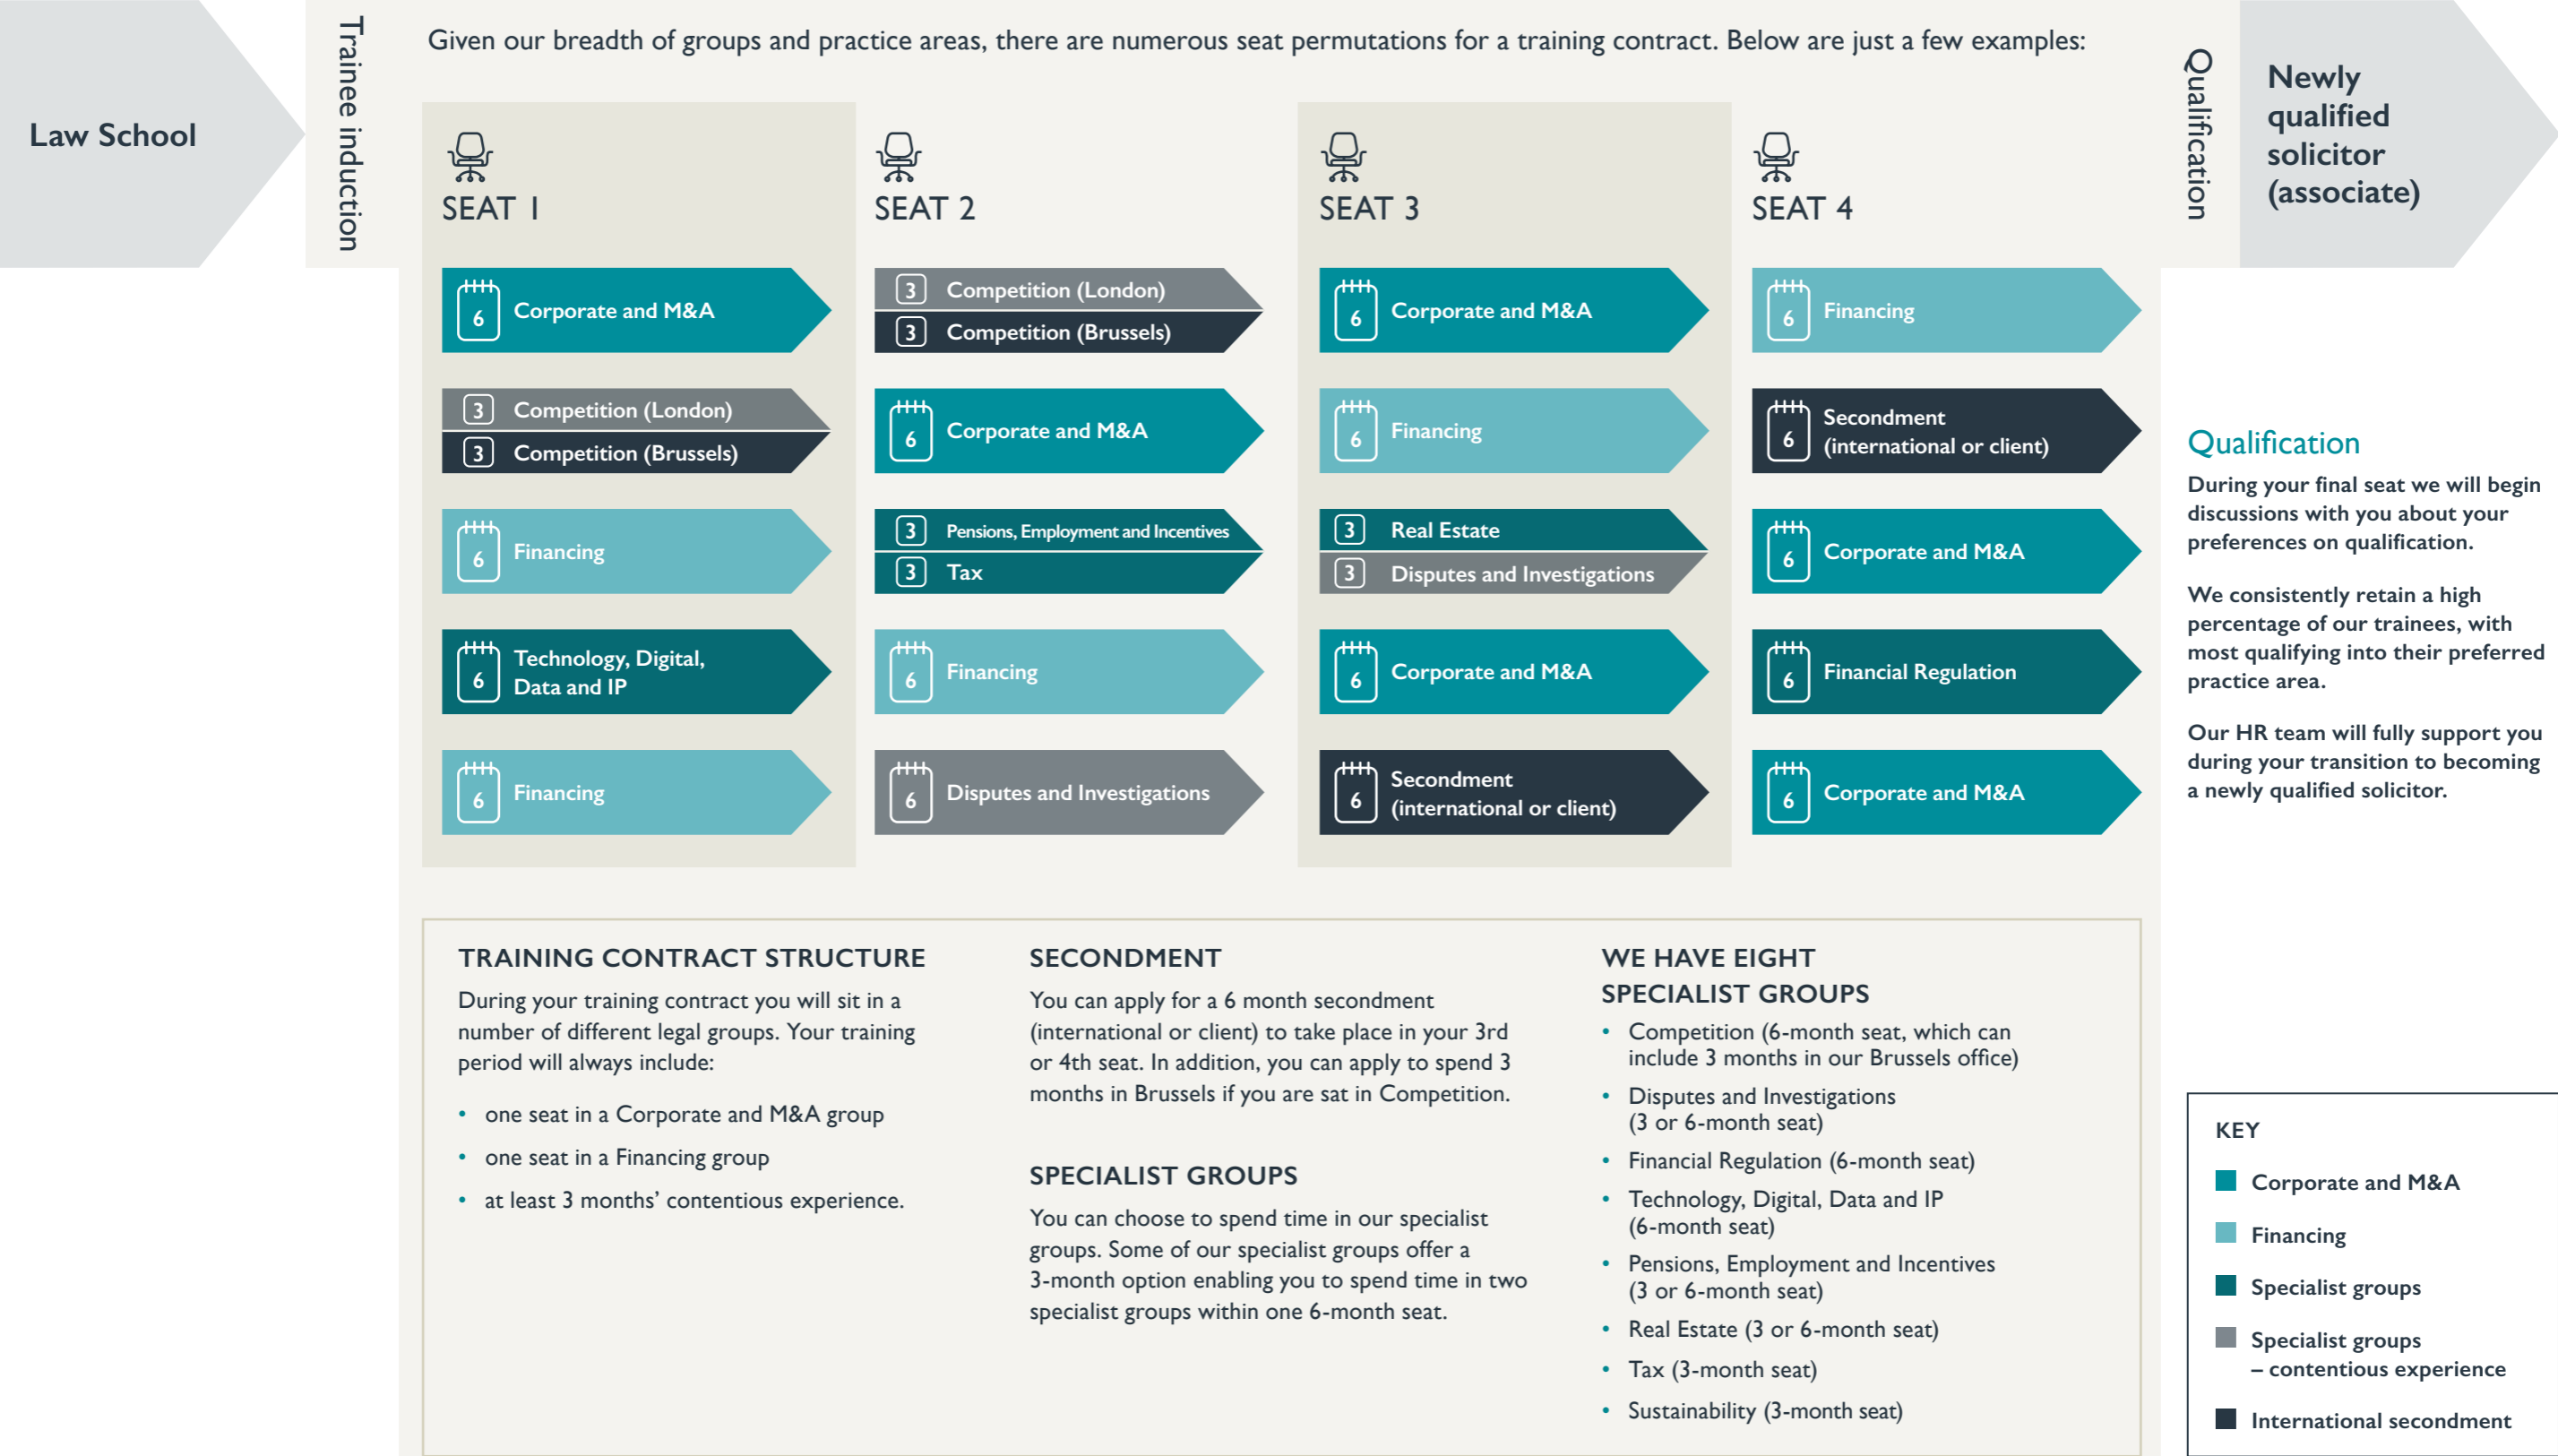 Law School
Trainee induction
Given our breadth of groups and practice areas, there are numerous seat permutations for a training contract. Below are just a few examples:
Qualification
Newly
qualified
solicitor
(associate)
SEAT 1
SEAT 2
SEAT 3
SEAT 4
6 Corporate and M&A
3 Competition (London)
3 Competition (Brussels)
6 Corporate and M&A
6 Financing
3 Competition (London)
3 Competition (Brussels)
6 Corporate and M&A
6 Financing
6 Secondment
(international or client)
6 Financing
3 Pensions, Employment and Incentives
3 Tax
3 Real Estate
3 Disputes and Investigations
6 Corporate and M&A
6 Technology, Digital,
Data and IP
6 Financing
6 Corporate and M&A
6 Financial Regulation
6 Financing
6 Disputes and Investigations
6 Secondment
(international or client)
6 Corporate and M&A
Qualification
During your final seat we will begin
discussions with you about your
preferences on qualification.
We consistently retain a high
percentage of our trainees, with
most qualifying into their preferred
practice area.
Our HR team will fully support you
during your transition to becoming
a newly qualified solicitor.
TRAINING CONTRACT STRUCTURE
During your training contract you will sit in a
number of different legal groups. Your training
period will always include:
• one seat in a Corporate and M&A group
• one seat in a Financing group
• at least 3 months’ contentious experience.
SECONDMENT
You can apply for a 6 month secondment
(international or client) to take place in your 3rd
or 4th seat. In addition, you can apply to spend 3
months in Brussels if you are sat in Competition.
SPECIALIST GROUPS
You can choose to spend time in our specialist
groups. Some of our specialist groups offer a
3-month option enabling you to spend time in two
specialist groups within one 6-month seat.
WE HAVE EIGHT
SPECIALIST GROUPS
• Competition (6-month seat, which can
include 3 months in our Brussels office)
• Disputes and Investigations
(3 or 6-month seat)
• Financial Regulation (6-month seat)
• Technology, Digital, Data and IP
(6-month seat)
• Pensions, Employment and Incentives
(3 or 6-month seat)
• Real Estate (3 or 6-month seat)
• Tax (3-month seat)
• Sustainability (3-month seat)
KEY
Corporate and M&A
Financing
Specialist groups
Specialist groups
– contentious experience
International secondment